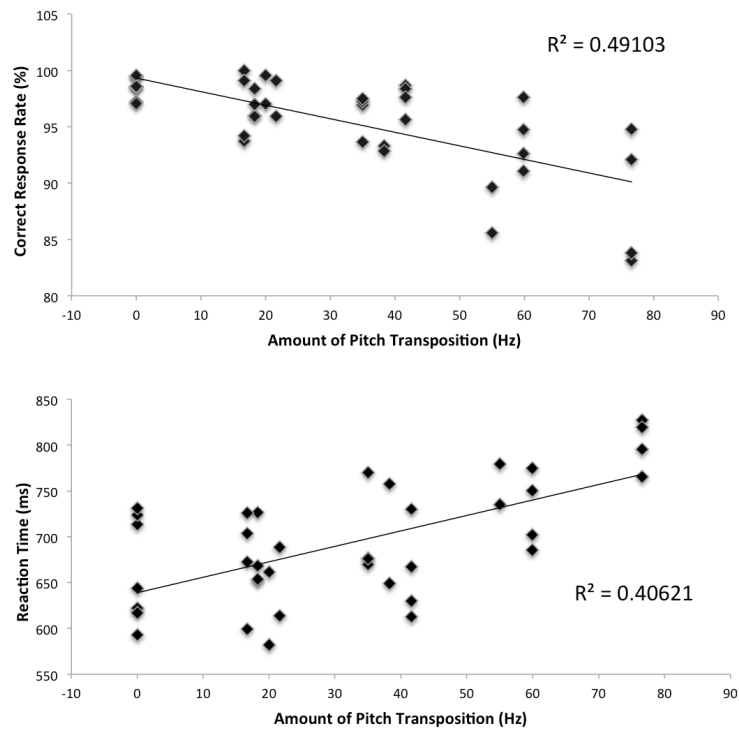 105
R² = 0.49103
100
95
90
85
80
Correct Response Rate (%)
-10 0 10 20 30 40 50 60 70 80 90
Amount of Pitch Transposition (Hz)
850
800
750
700
650
R² = 0.40621
600
550
Reaction Time (ms)
-10 0 10 20 30 40 50 60 70 80 90
Amount of Pitch Transposition (Hz)